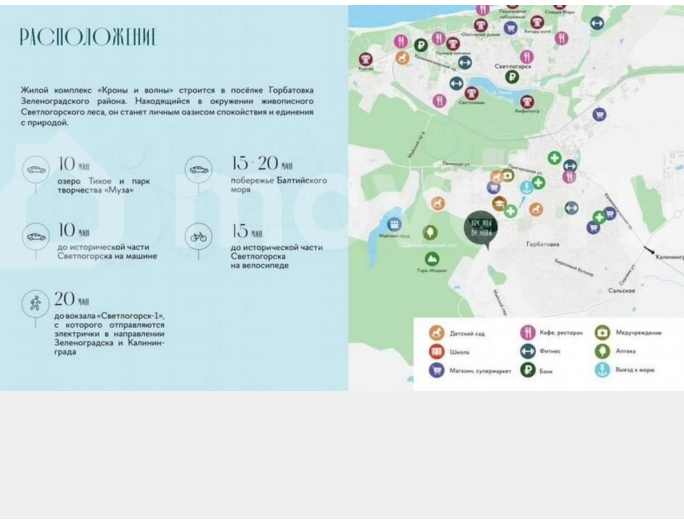 РАСПОЛОЖЕНИЕ
Жилой комплекс «Кроны и волны» строится в посёлке Горбатовка
Зеленоградского района. Находящийся в окружении живописного
Светлогорского леса, он станет личным оазисом спокойствия и единения
с природой.
10 мин
озеро Тихое и парк
творчества «Муза»
15-20 мин
побережье Балтийского
моря
10 мин
до исторической части
Светлогорска на машине
15 мин
до исторической части
Светлогорска
на велосипеде
20 мин
до вокзала «Светлогорск-1»,
с которого отправляются
электрички в направлении
Зеленоградска и Калинин-
града
Светлогорск
Амфитеатр
Горбатовка
Сальское
Калининград
Детский сад
Школа
Магазин, супермаркет
Кафе, ресторан
Фитнес
Банк
Медучреждение
Аптека
Выезд к морю